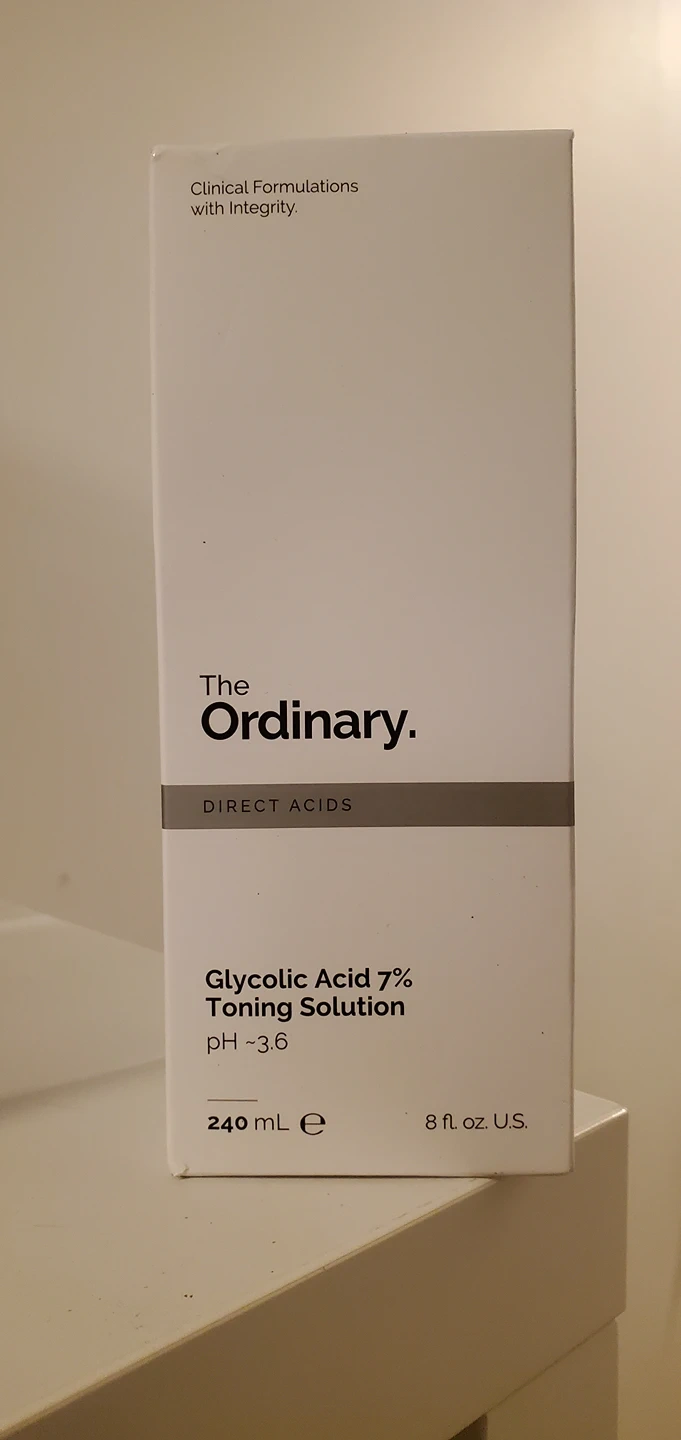 Clinical Formulations
with Integrity.
The
Ordinary.
DIRECT ACIDS
Glycolic Acid 7%
Toning Solution
pH ~3.6
240 mL ℮ 8 fl. oz. U.S.